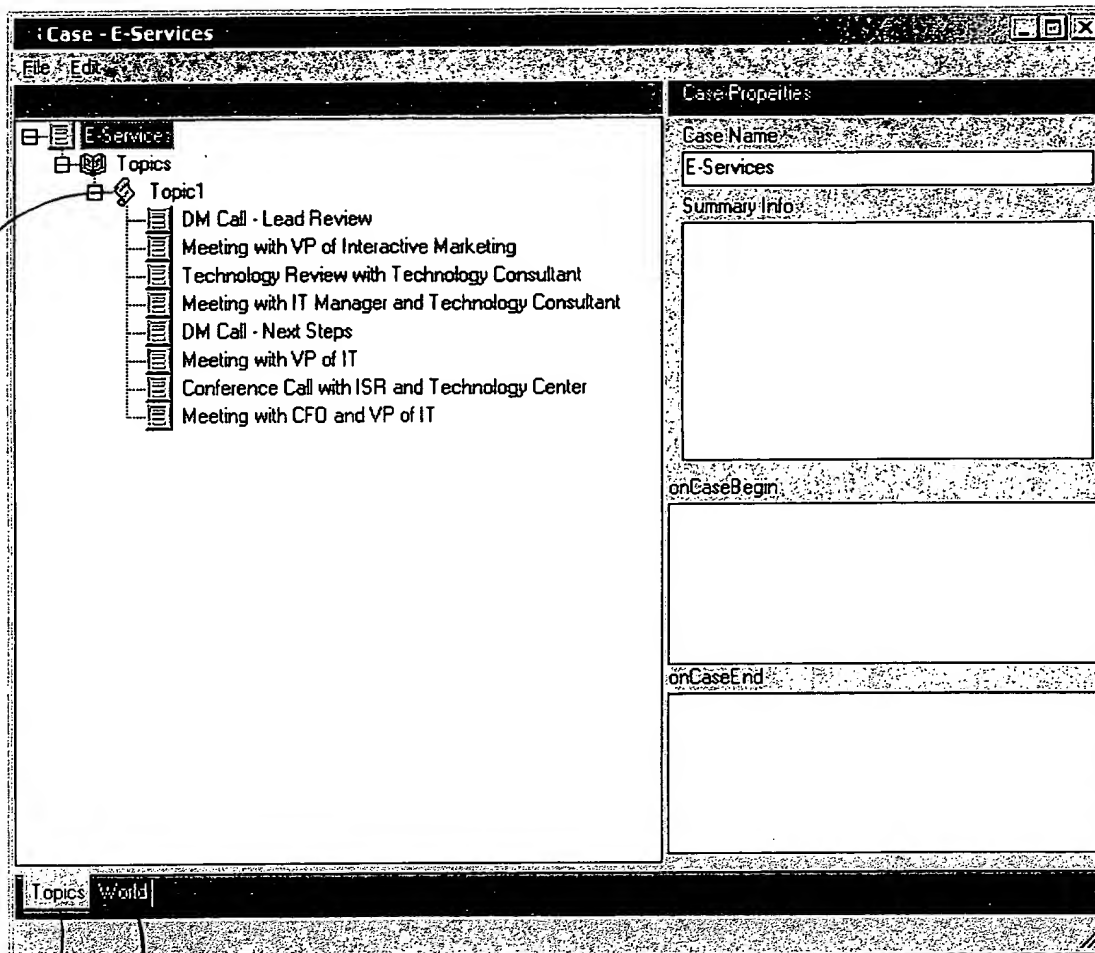 iCase - E-Services
File Edit
E-Services
Topics
Topic1
DM Call - Lead Review
Meeting with VP of Interactive Marketing
Technology Review with Technology Consultant
Meeting with IT Manager and Technology Consultant
DM Call - Next Steps
Meeting with VP of IT
Conference Call with ISR and Technology Center
Meeting with CFO and VP of IT
Case Properties
Case Name
E-Services
Summary Info
onCaseBegin
onCaseEnd
Topics World